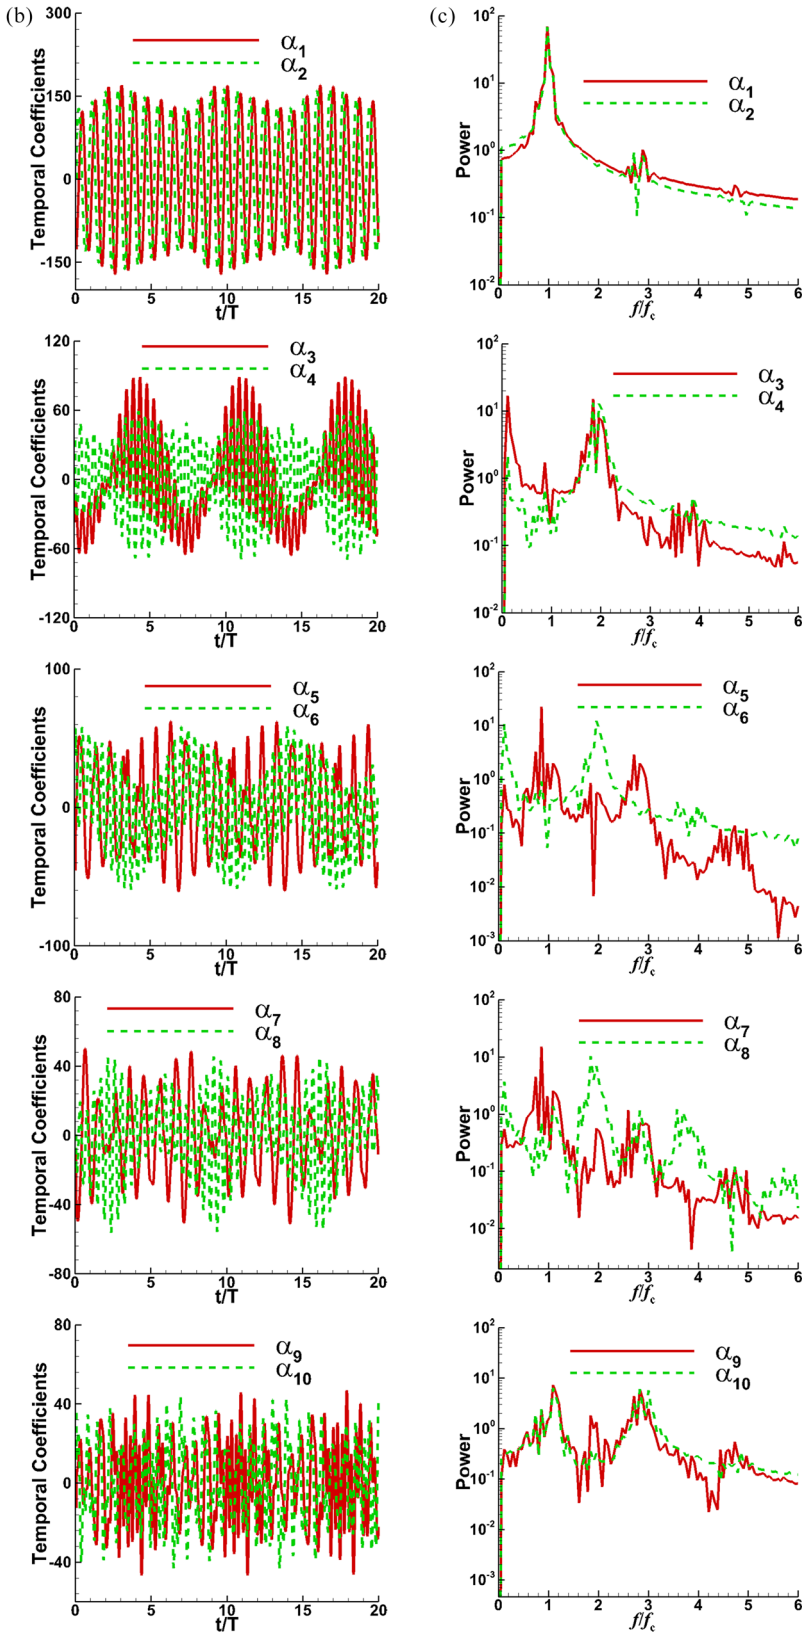 (b)
300
150
0
-150
0 5 10 15 20
t/T
Temporal Coefficients
α1
α2
(c)
10^2
10^1
10^0
10^-1
10^-2
0 1 2 3 4 5 6
f/fc
Power
α1
α2
120
60
0
-60
-120
0 5 10 15 20
t/T
Temporal Coefficients
α3
α4
10^2
10^1
10^0
10^-1
10^-2
0 1 2 3 4 5 6
f/fc
Power
α3
α4
100
0
-100
0 5 10 15 20
t/T
Temporal Coefficients
α5
α6
10^2
10^1
10^0
10^-1
10^-2
10^-3
0 1 2 3 4 5 6
f/fc
Power
α5
α6
80
40
0
-40
-80
0 5 10 15 20
t/T
Temporal Coefficients
α7
α8
10^2
10^1
10^0
10^-1
10^-2
0 1 2 3 4 5 6
f/fc
Power
α7
α8
80
40
0
-40
0 5 10 15 20
t/T
Temporal Coefficients
α9
α10
10^2
10^1
10^0
10^-1
10^-2
10^-3
0 1 2 3 4 5 6
f/fc
Power
α9
α10